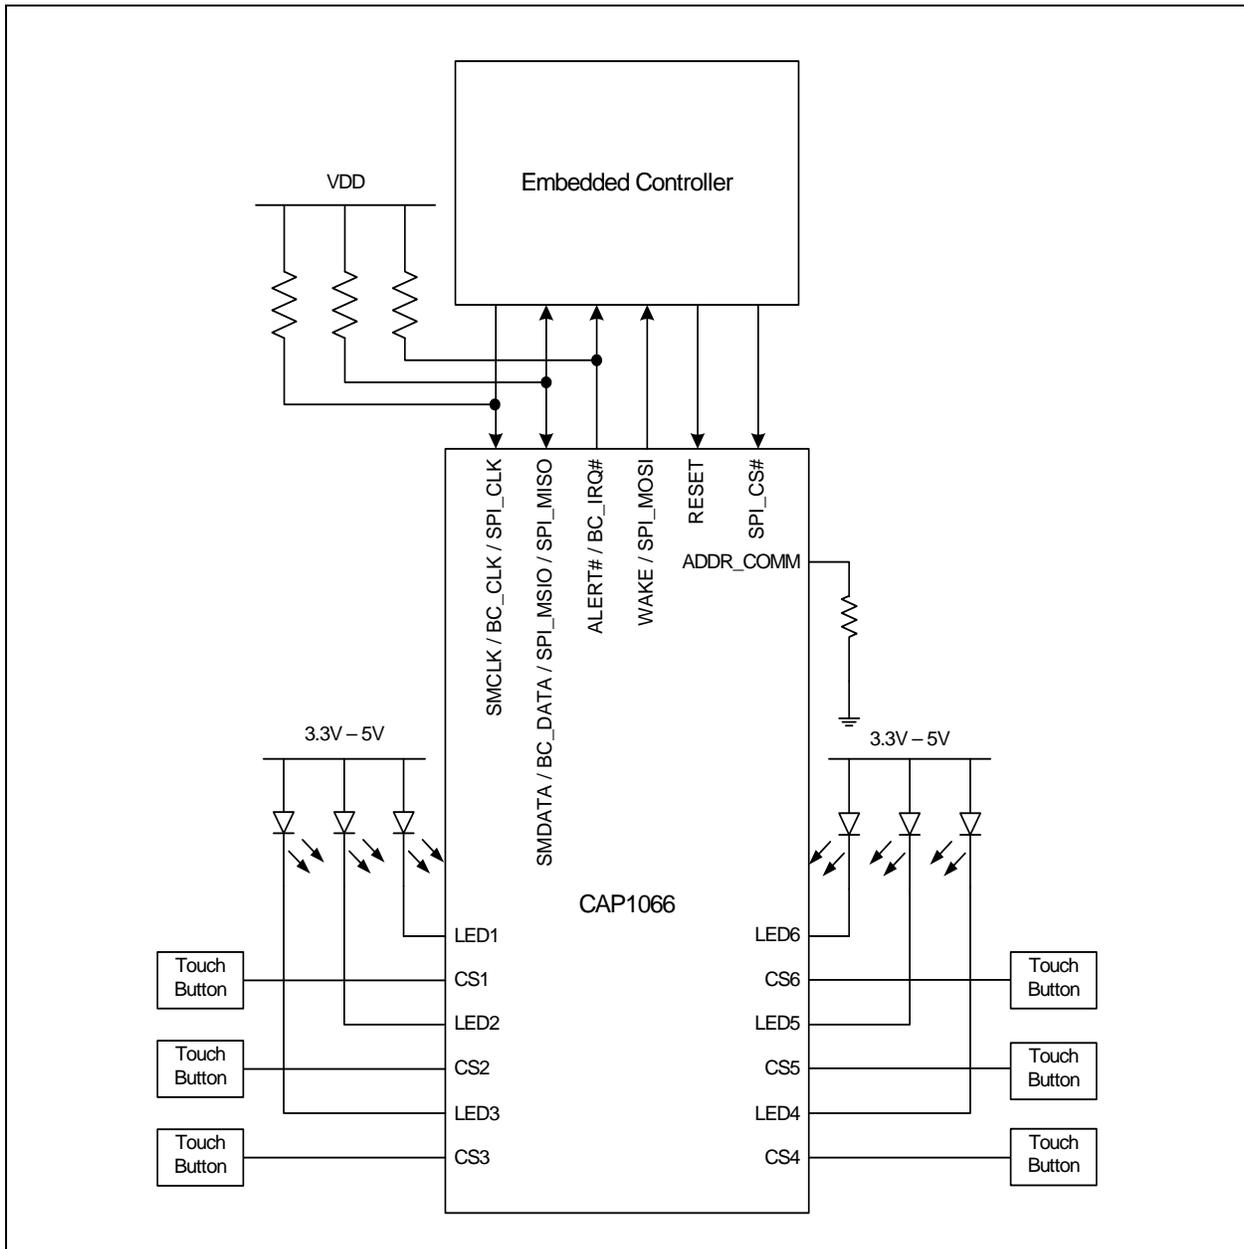 Embedded Controller
VDD
SMCLK / BC_CLK / SPI_CLK
SMDATA / BC_DATA / SPI_MSIO / SPI_MISO
ALERT# / BC_IRQ#
WAKE / SPI_MOSI
RESET
SPI_CS#
ADDR_COMM
3.3V – 5V
3.3V – 5V
CAP1066
LED1
LED6
Touch
Button
CS1
CS6
Touch
Button
LED2
LED5
Touch
Button
CS2
CS5
Touch
Button
LED3
LED4
Touch
Button
CS3
CS4
Touch
Button